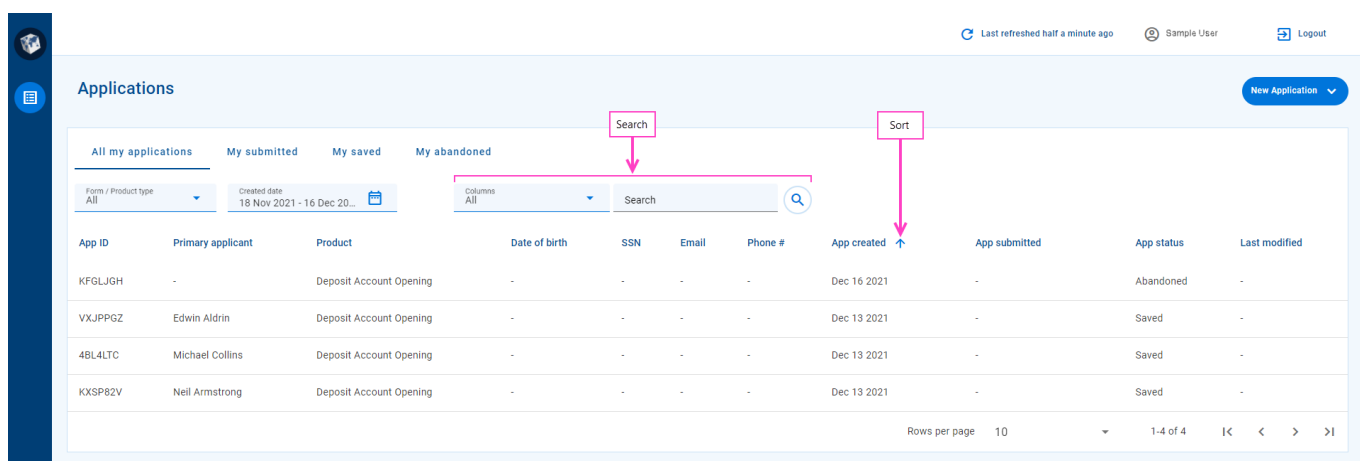 Last refreshed half a minute ago Sample User Logout
Applications
New Application
Search Sort
All my applications My submitted My saved My abandoned
Form / Product type Created date Columns
All 18 Nov 2021 - 16 Dec 20... All Search
App ID Primary applicant Product Date of birth SSN Email Phone # App created App submitted App status Last modified
KFGLJGH - Deposit Account Opening - - - - Dec 16 2021 - Abandoned -
VXJPPGZ Edwin Aldrin Deposit Account Opening - - - - Dec 13 2021 - Saved -
4BL4LTC Michael Collins Deposit Account Opening - - - - Dec 13 2021 - Saved -
KXSP82V Neil Armstrong Deposit Account Opening - - - - Dec 13 2021 - Saved -
Rows per page 10 1-4 of 4